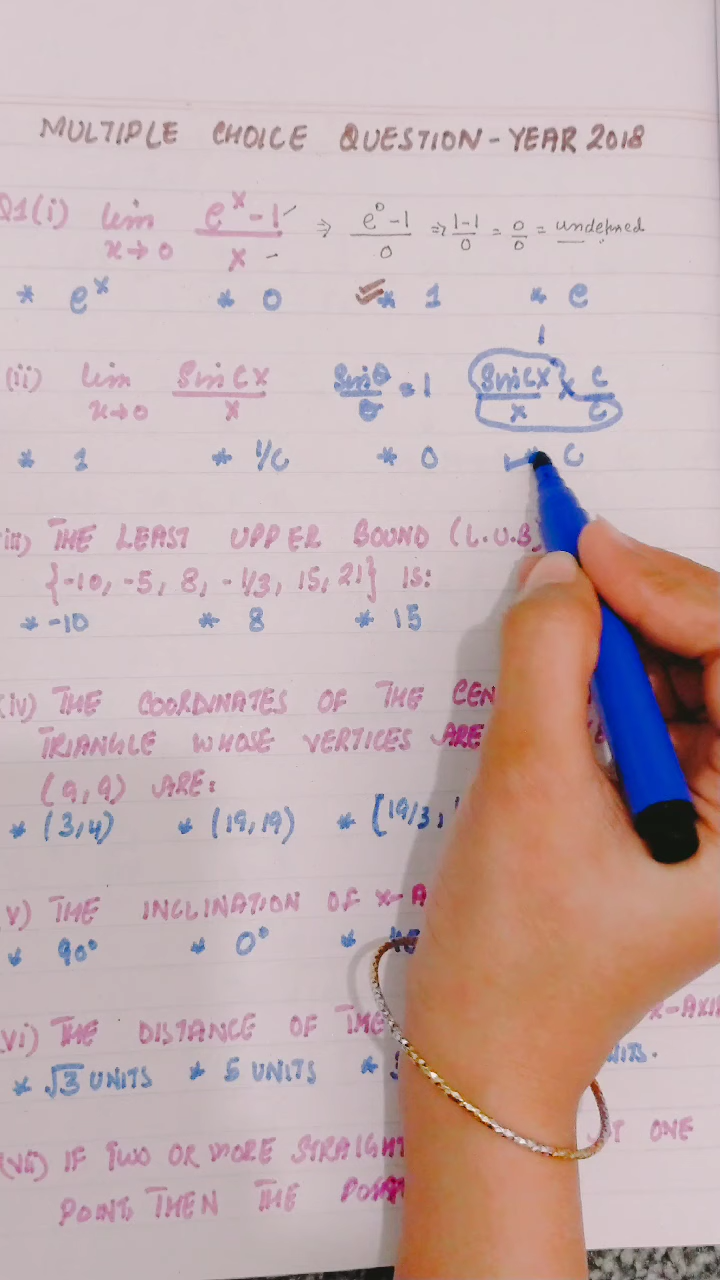 MULTIPLE CHOICE QUESTION - YEAR 2018
Q1(i) lim x→0 (e^x - 1)/x ⇒ (e^0 - 1)/0 ⇒ (1-1)/0 = 0/0 = undefined
* e^x * 0 * 1 * e
1
(ii) lim x→0 Sin Cx/x Sinθ/θ = 1 Sin Cx/x × C/C
* 1 * 1/C * 0 * C
iii) THE LEAST UPPER BOUND (L.U.B)
{-10, -5, 8, -1/3, 15, 21} IS:
* -10 * 8 * 15
(iv) THE COORDINATES OF THE CEN
TRIANGLE WHOSE VERTICES ARE
(9,9) ARE:
* (3,4) * (19,19) * [19/3,
v) THE INCLINATION OF X-A
* 90° * 0° *
vi) THE DISTANCE OF THE X-AXIS
* √3 UNITS * 5 UNITS * UNITS.
(vii) IF TWO OR MORE STRAIGHT ONE
POINT, THEN THE